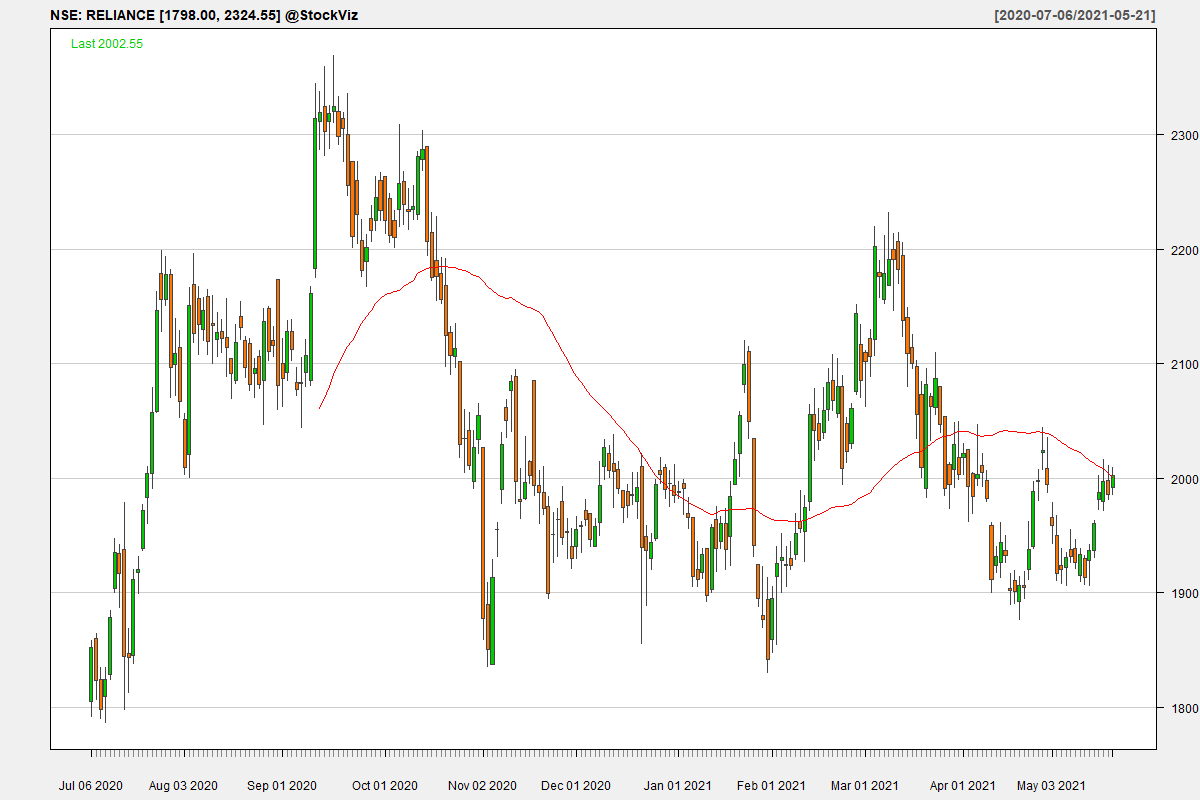 NSE: RELIANCE [1798.00, 2324.55] @StockViz
[2020-07-06/2021-05-21]
Last 2002.55
2300
2200
2100
2000
1900
1800
Jul 06 2020 Aug 03 2020 Sep 01 2020 Oct 01 2020 Nov 02 2020 Dec 01 2020 Jan 01 2021 Feb 01 2021 Mar 01 2021 Apr 01 2021 May 03 2021